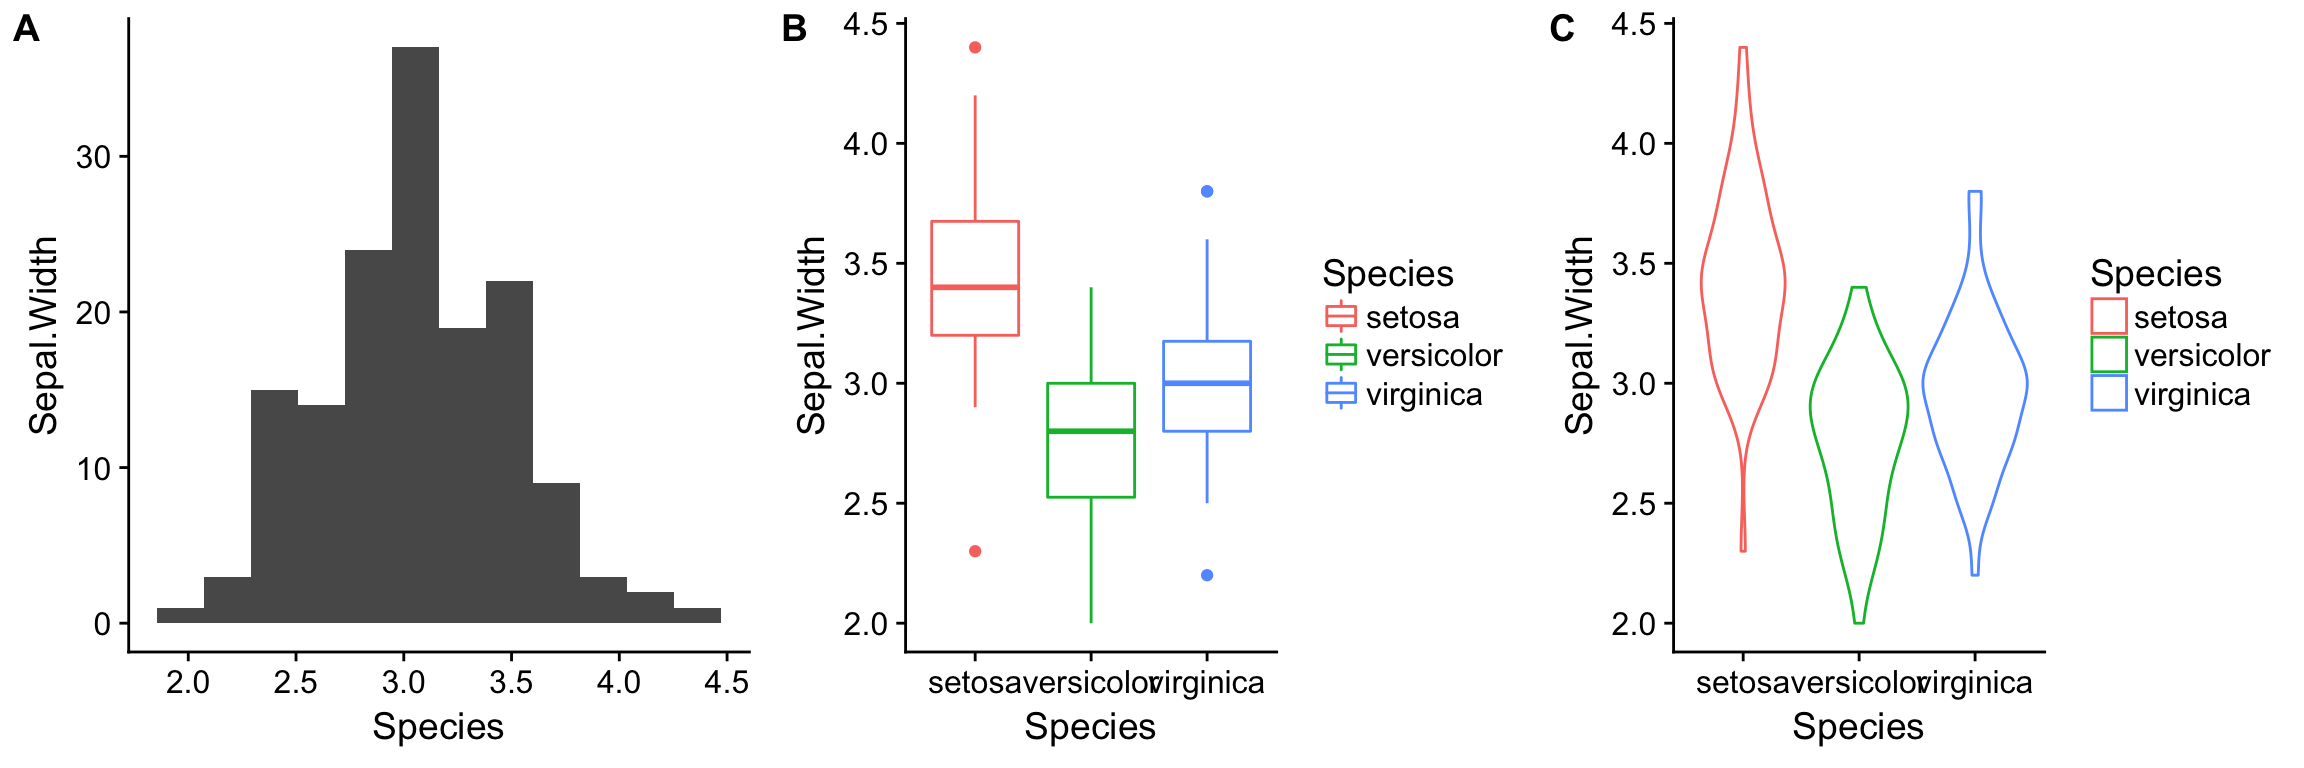 A
Sepal.Width
30
20
10
0
2.0 2.5 3.0 3.5 4.0 4.5
Species
B
Sepal.Width
4.5
4.0
3.5
3.0
2.5
2.0
setosa versicolor virginica
Species
Species
setosa
versicolor
virginica
C
Sepal.Width
4.5
4.0
3.5
3.0
2.5
2.0
setosa versicolor virginica
Species
Species
setosa
versicolor
virginica